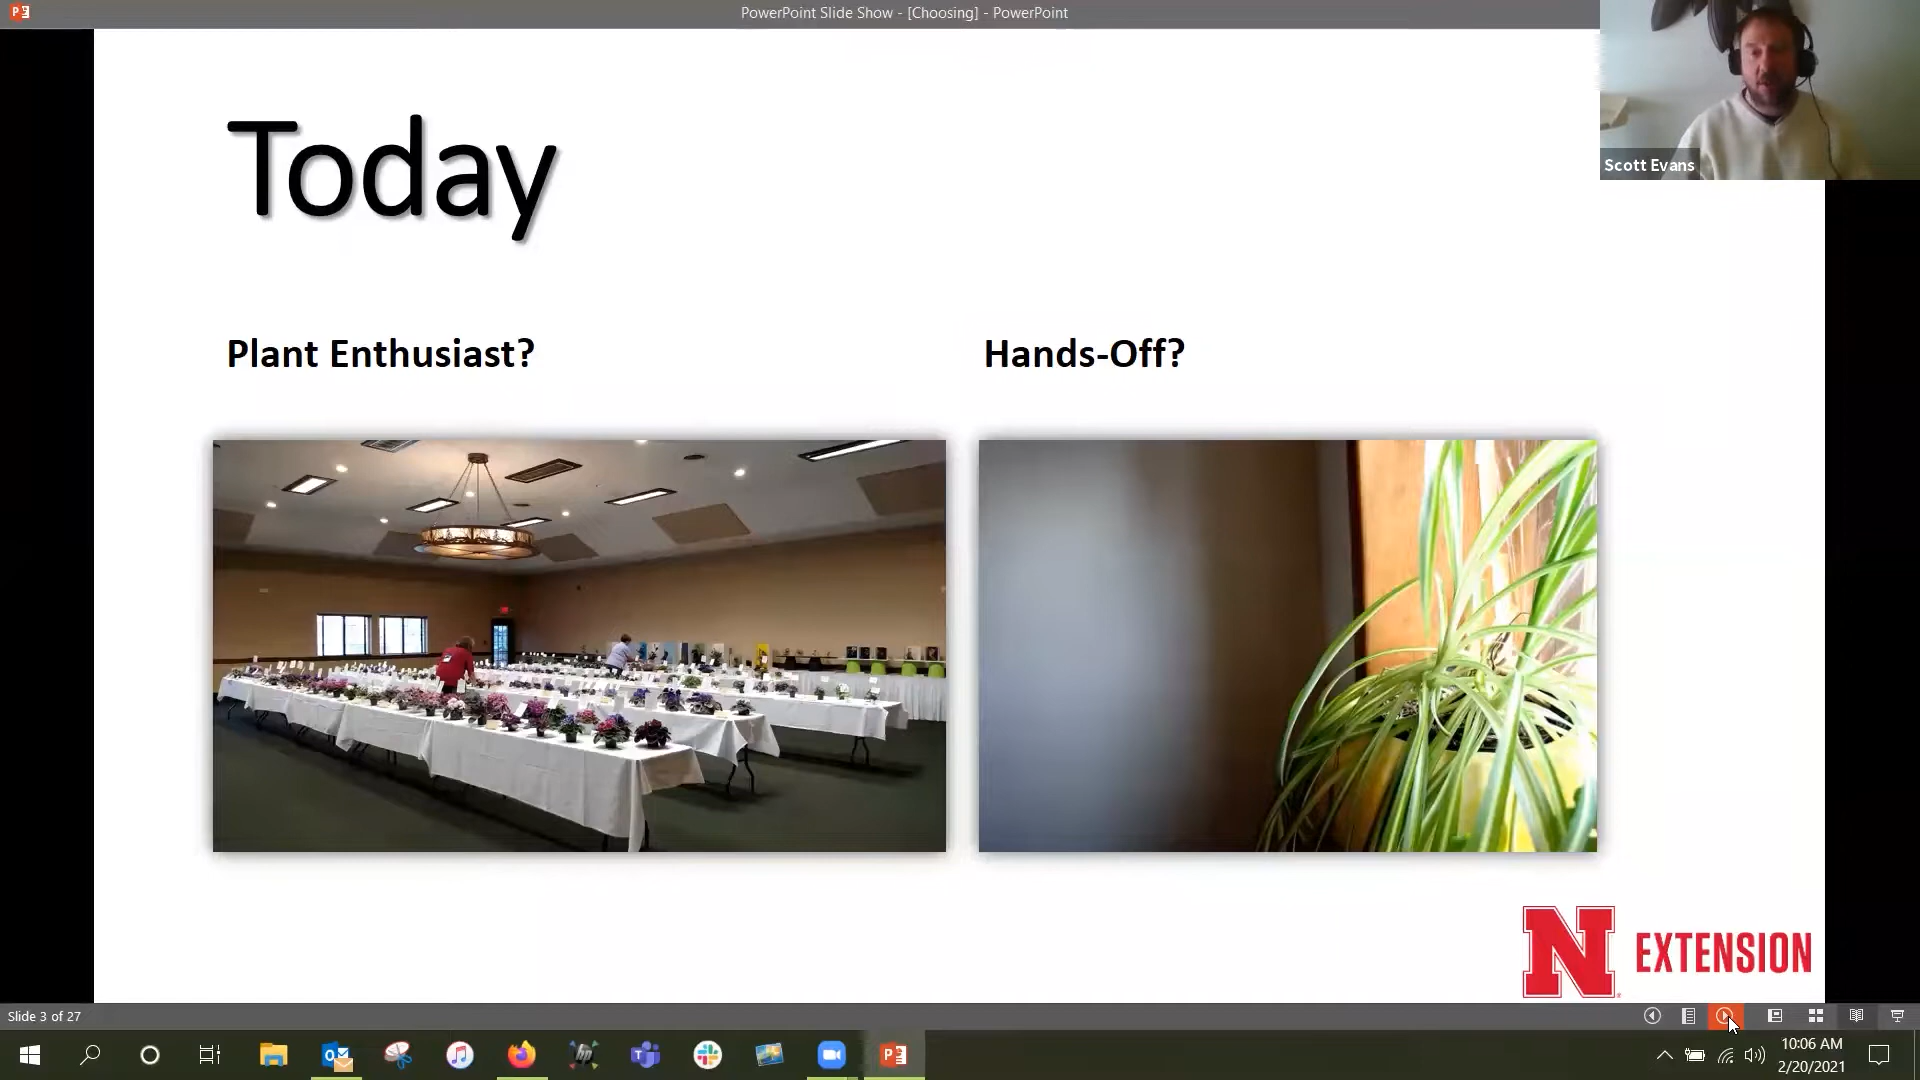 PowerPoint Slide Show - [Choosing] - PowerPoint
Scott Evans
Today
Plant Enthusiast?
Hands-Off?
N EXTENSION
Slide 3 of 27
10:06 AM
2/20/2021